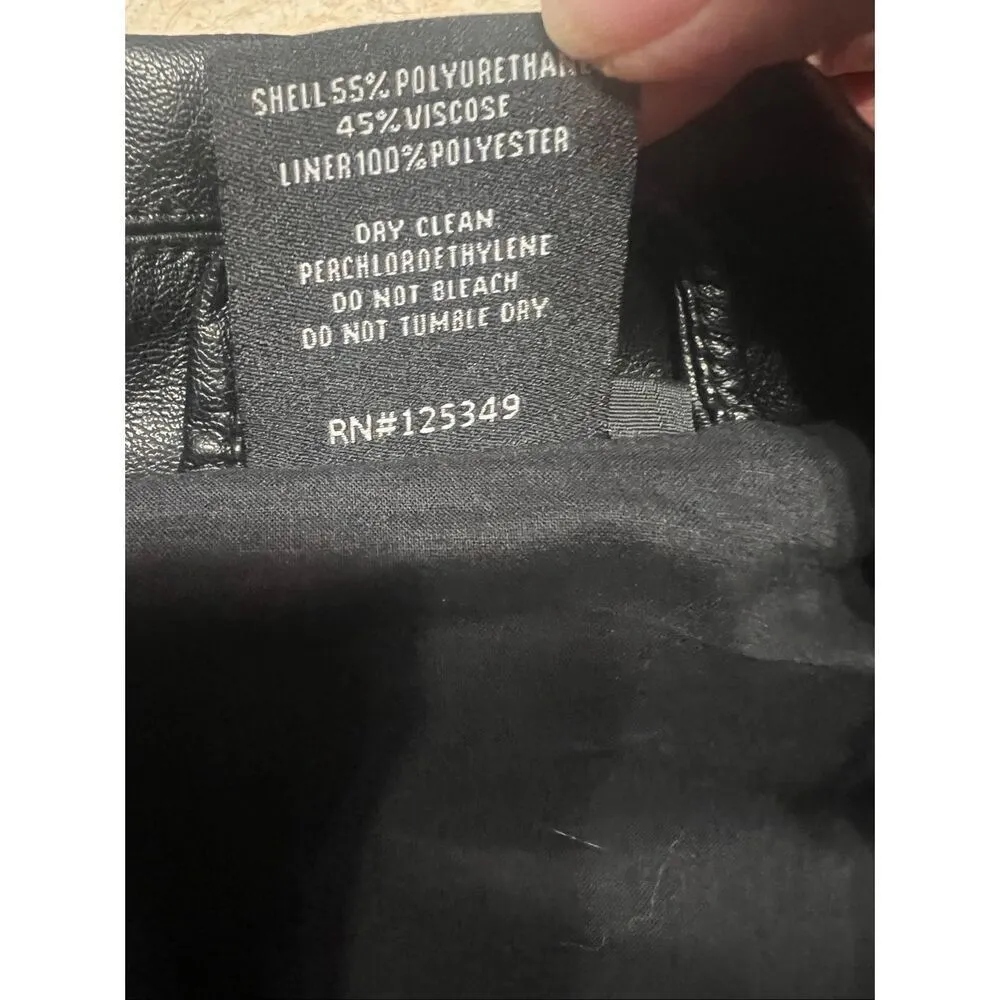 SHELL 55% POLYURETHANE
45% VISCOSE
LINER 100% POLYESTER
DRY CLEAN
PERCHLOROETHYLENE
DO NOT BLEACH
DO NOT TUMBLE DRY
RN#125349